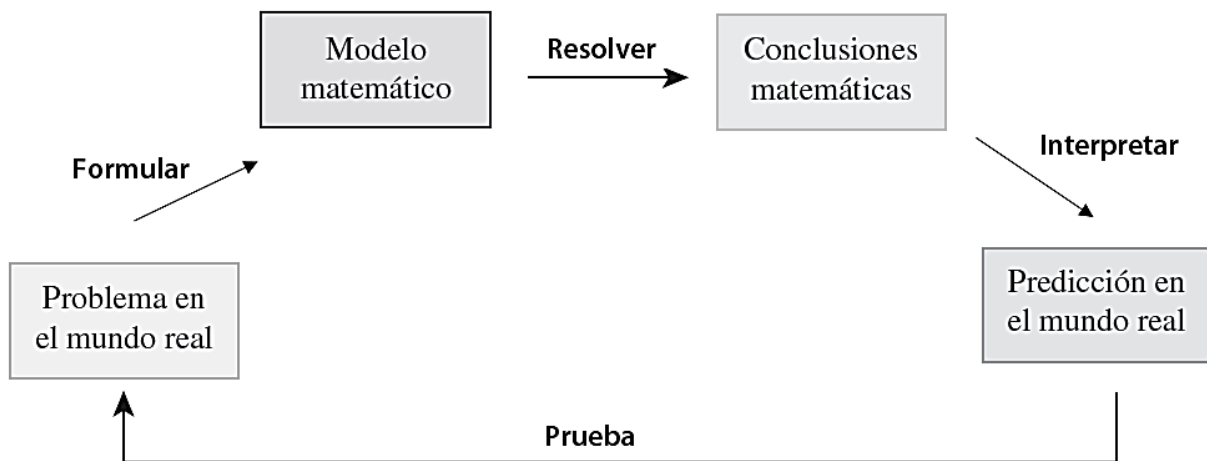 Modelo
matemático
Resolver
Conclusiones
matemáticas
Formular
Interpretar
Problema en
el mundo real
Predicción en
el mundo real
Prueba